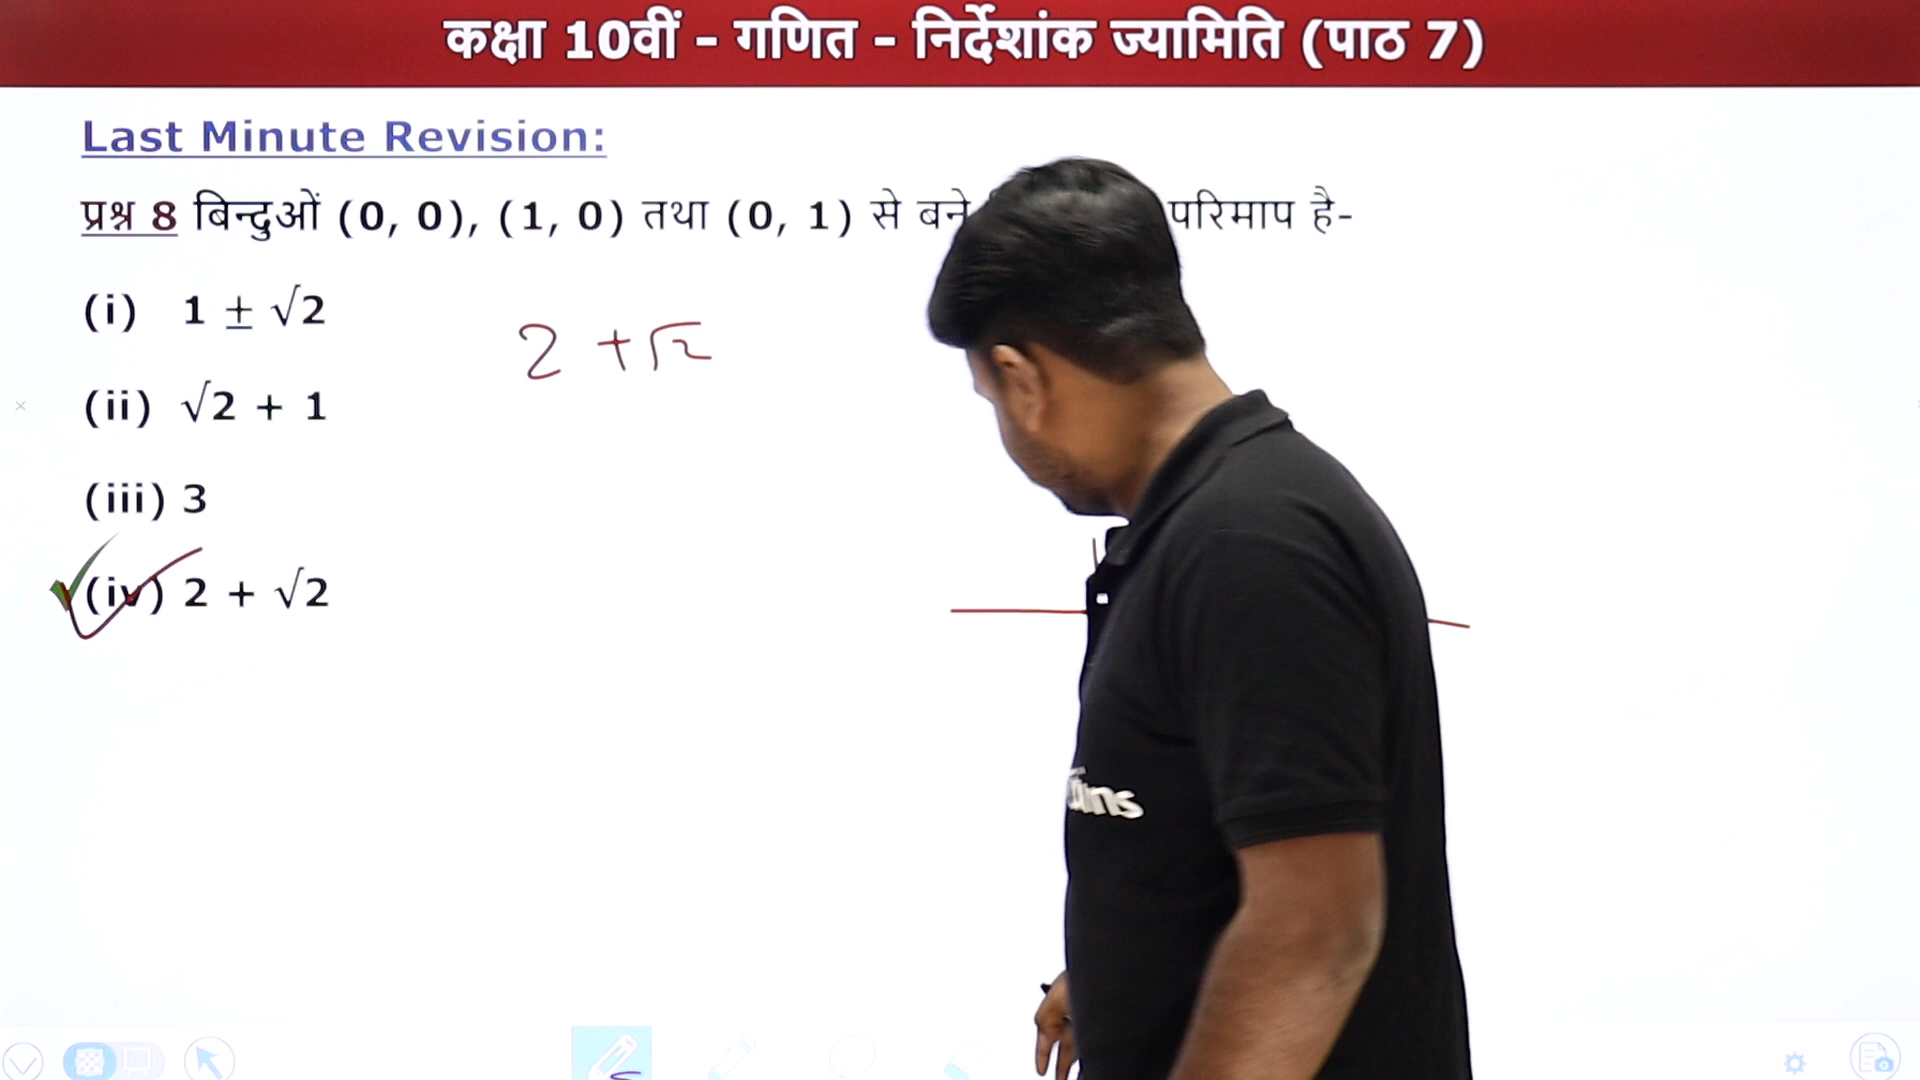 कक्षा 10वीं - गणित - निर्देशांक ज्यामिति (पाठ 7)
Last Minute Revision:
प्रश्न 8 बिन्दुओं (0, 0), (1, 0) तथा (0, 1) से बने परिमाप है-
(i) 1 ± √2
2 + √2
(ii) √2 + 1
(iii) 3
(iv) 2 + √2